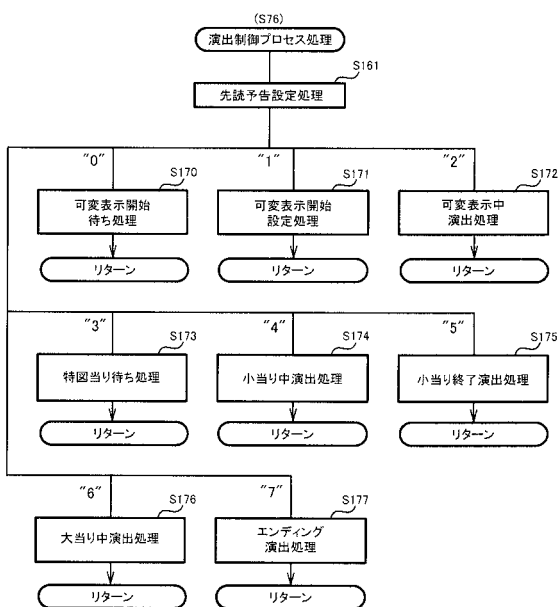 (S76)
演出制御プロセス処理
S161
先読予告設定処理
"0"
"1"
"2"
S170
S171
S172
可変表示開始
待ち処理
可変表示開始
設定処理
可変表示中
演出処理
リターン
リターン
リターン
"3"
"4"
"5"
S173
S174
S175
特図当り待ち処理
小当り中演出処理
小当り終了演出処理
リターン
リターン
リターン
"6"
"7"
S176
S177
大当り中演出処理
エンディング
演出処理
リターン
リターン